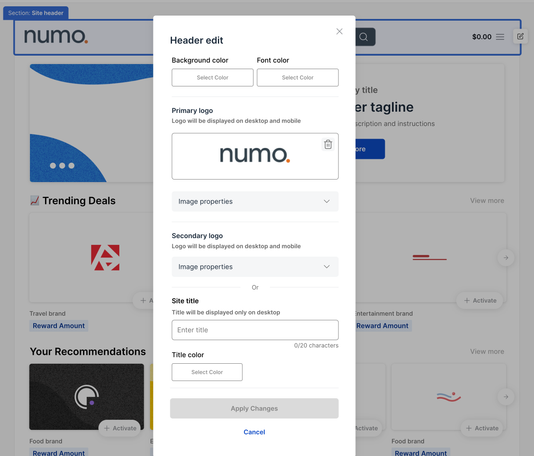 Section: Site header
numo.
$0.00
Header edit
Background color
Font color
Select Color
Select Color
Primary logo
Logo will be displayed on desktop and mobile
numo.
Image properties
Secondary logo
Logo will be displayed on desktop and mobile
Image properties
Or
Site title
Title will be displayed only on desktop
Enter title
0/20 characters
Title color
Select Color
Apply Changes
Cancel
title
er tagline
scription and instructions
ore
Trending Deals
View more
+ A
+ Activate
Travel brand
Reward Amount
ntertainment brand
Reward Amount
Your Recommendations
View more
+ Activate
ctivate
+ Activate
Food brand
Reward Amount
Food brand
Reward Amount